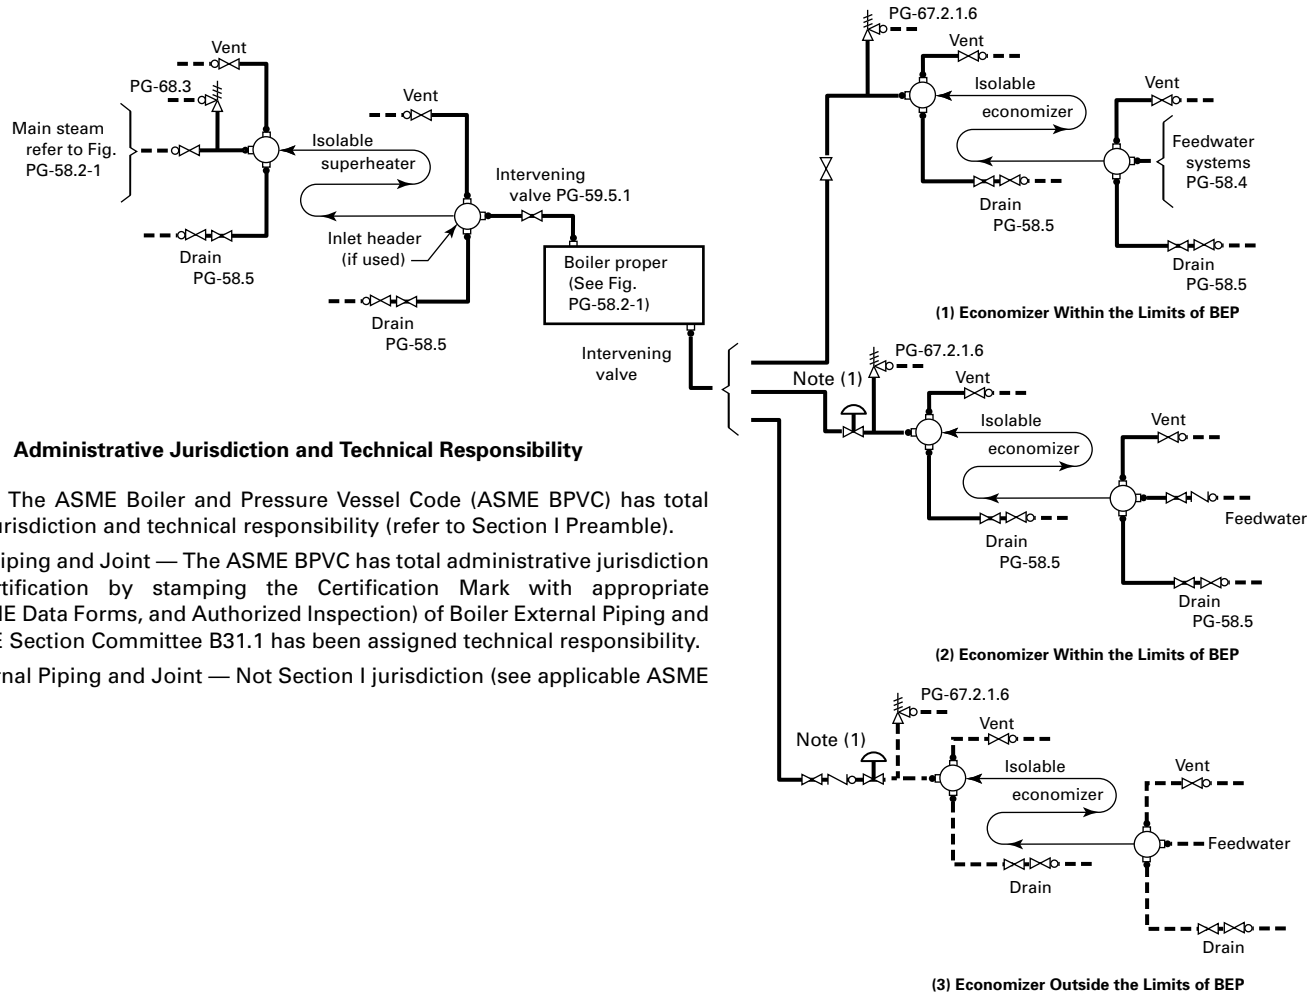 Vent
PG-68.3
Main steam
refer to Fig.
PG-58.2-1
Isolable
superheater
Drain
PG-58.5
Vent
Inlet header
(if used)
Drain
PG-58.5
Intervening
valve PG-59.5.1
Boiler proper
(See Fig.
PG-58.2-1)
Intervening
valve
PG-67.2.1.6
Vent
Isolable
economizer
Drain
PG-58.5
Vent
Feedwater
systems
PG-58.4
Drain
PG-58.5
(1) Economizer Within the Limits of BEP
Note (1)
PG-67.2.1.6
Vent
Isolable
economizer
Drain
PG-58.5
Vent
Feedwater
Drain
PG-58.5
(2) Economizer Within the Limits of BEP
Note (1)
PG-67.2.1.6
Vent
Isolable
economizer
Drain
Vent
Feedwater
Drain
(3) Economizer Outside the Limits of BEP
Administrative Jurisdiction and Technical Responsibility
The ASME Boiler and Pressure Vessel Code (ASME BPVC) has total
urisdiction and technical responsibility (refer to Section I Preamble).
iping and Joint — The ASME BPVC has total administrative jurisdiction
rtification by stamping the Certification Mark with appropriate
IE Data Forms, and Authorized Inspection) of Boiler External Piping and
E Section Committee B31.1 has been assigned technical responsibility.
rnal Piping and Joint — Not Section I jurisdiction (see applicable ASME